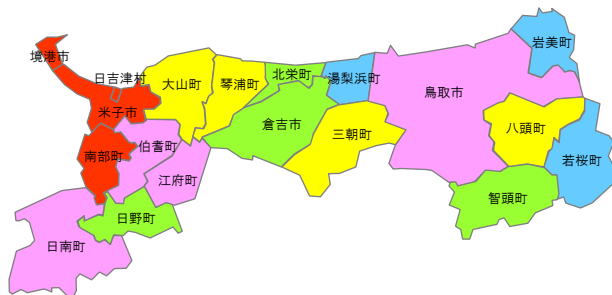 岩美町
境港市
北栄町
日吉津村
大山町
琴浦町
湯梨浜町
鳥取市
米子市
倉吉市
八頭町
三朝町
伯耆町
南部町
若桜町
江府町
智頭町
日野町
日南町